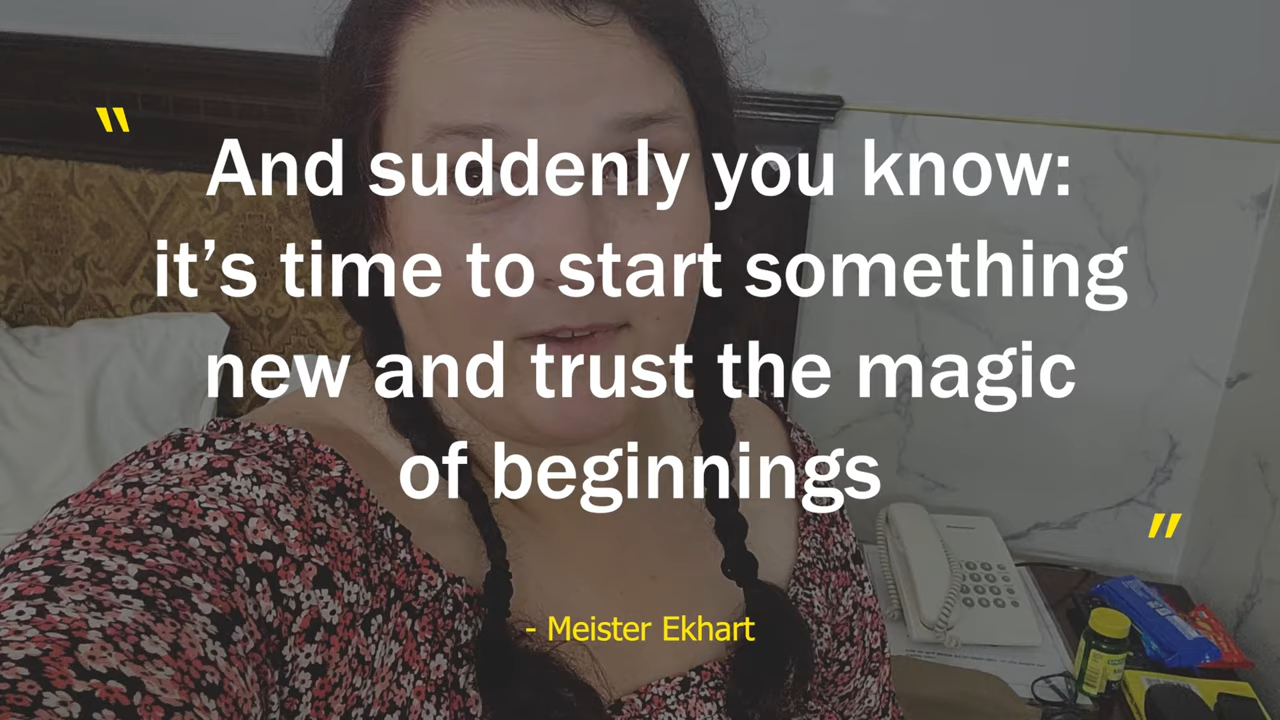 “
And suddenly you know:
it’s time to start something
new and trust the magic
of beginnings
”
- Meister Ekhart